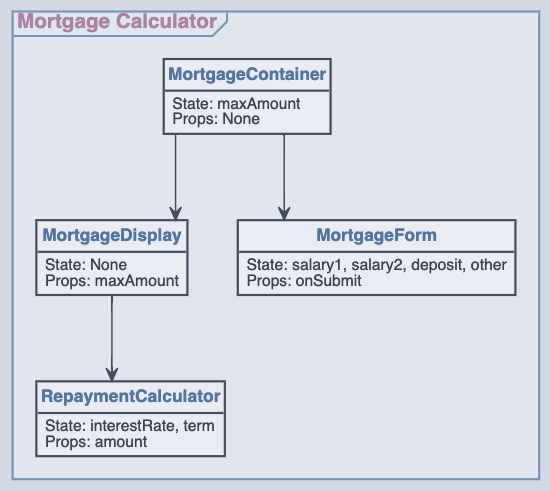 Mortgage Calculator
MortgageContainer
State: maxAmount
Props: None
MortgageDisplay
State: None
Props: maxAmount
MortgageForm
State: salary1, salary2, deposit, other
Props: onSubmit
RepaymentCalculator
State: interestRate, term
Props: amount